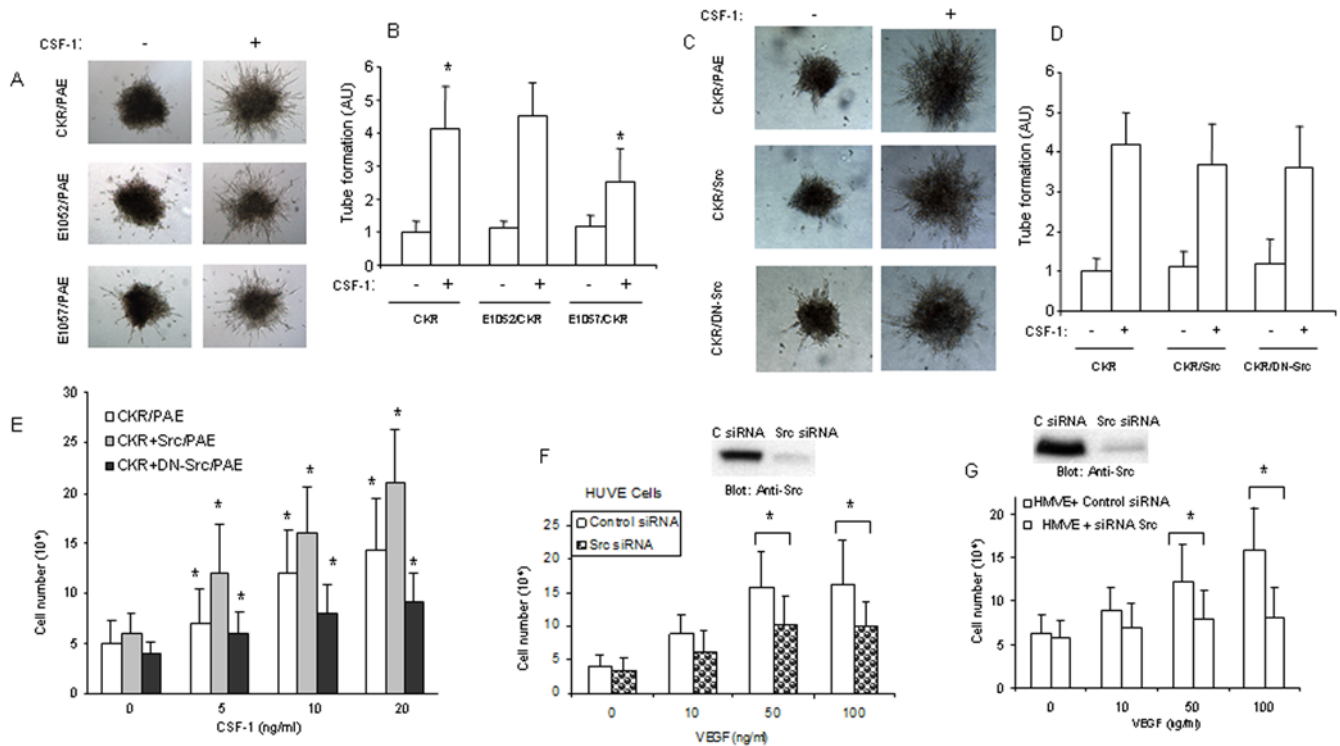 A
CSF-1: - +
CKR/PAE
E1052/PAE
E1057/PAE
B
Tube formation (AU)
6
5
4
3
2
1
0
* *
CSF-1: - + - + - +
CKR E1052/CKR E1057/CKR
C
CSF-1: - +
CKR/PAE
CKR/Src
CKR/DN-Src
D
Tube formation (AU)
6
5
4
3
2
1
0
CSF-1: - + - + - +
CKR CKR/Src CKR/DN-Src
E
CKR/PAE
CKR+Src/PAE
CKR+DN-Src/PAE
Cell number (10⁴)
30
25
20
15
10
5
0
* * * * * * * * *
0 5 10 20
CSF-1 (ng/ml)
F
C siRNA Src siRNA
Blot: Anti-Src
HUVE Cells
Control siRNA
Src siRNA
Cell number (10⁴)
25
20
15
10
5
0
* *
0 10 50 100
VEGF (ng/ml)
G
C siRNA Src siRNA
Blot: Anti-Src
HMVE+ Control siRNA
HMVE + siRNA Src
Cell number (10⁴)
20
15
10
5
0
* *
0 10 50 100
VEGF (ng/ml)